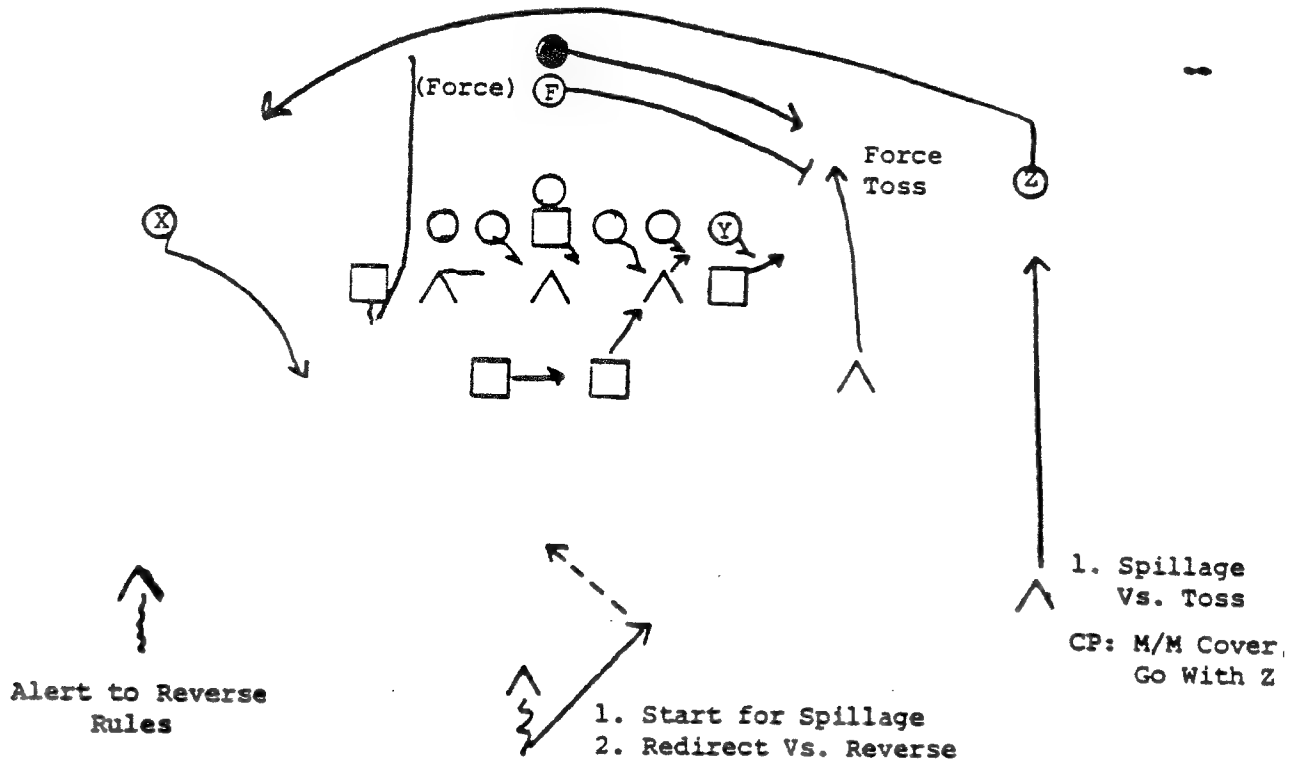 (Force)
F
Force
Toss
Z
X
Y
1. Spillage
Vs. Toss
CP: M/M Cover,
Go With Z
Alert to Reverse
Rules
1. Start for Spillage
2. Redirect Vs. Reverse